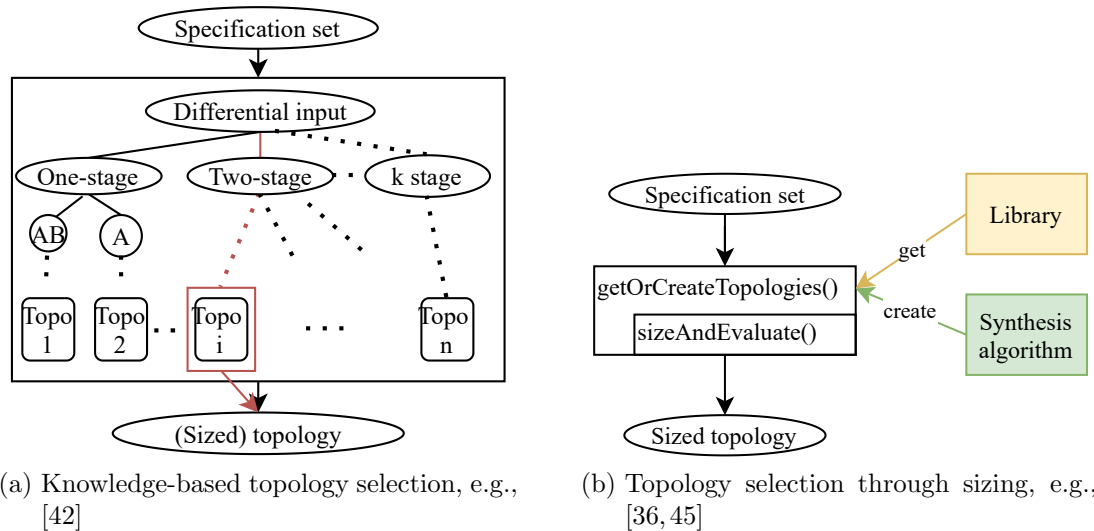 Specification set
Differential input
One-stage
Two-stage
k stage
AB
A
Topo
1
Topo
2
Topo
i
Topo
n
(Sized) topology
(a) Knowledge-based topology selection, e.g.,
[42]
Specification set
getOrCreateTopologies()
sizeAndEvaluate()
Sized topology
Library
get
create
Synthesis
algorithm
(b) Topology selection through sizing, e.g.,
[36, 45]